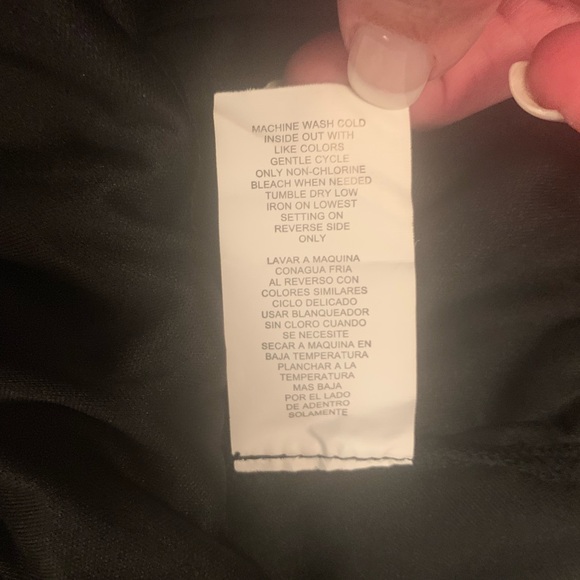 MACHINE WASH COLD
INSIDE OUT WITH
LIKE COLORS
GENTLE CYCLE
ONLY NON-CHLORINE
BLEACH WHEN NEEDED
TUMBLE DRY LOW
IRON ON LOWEST
SETTING ON
REVERSE SIDE
ONLY
LAVAR A MAQUINA
CONAGUA FRIA
AL REVERSO CON
COLORES SIMILARES
CICLO DELICADO
USAR BLANQUEADOR
SIN CLORO CUANDO
SE NECESITE
SECAR A MAQUINA EN
BAJA TEMPERATURA
PLANCHAR A LA
TEMPERATURA
MAS BAJA
POR EL LADO
DE ADENTRO
SOLAMENTE